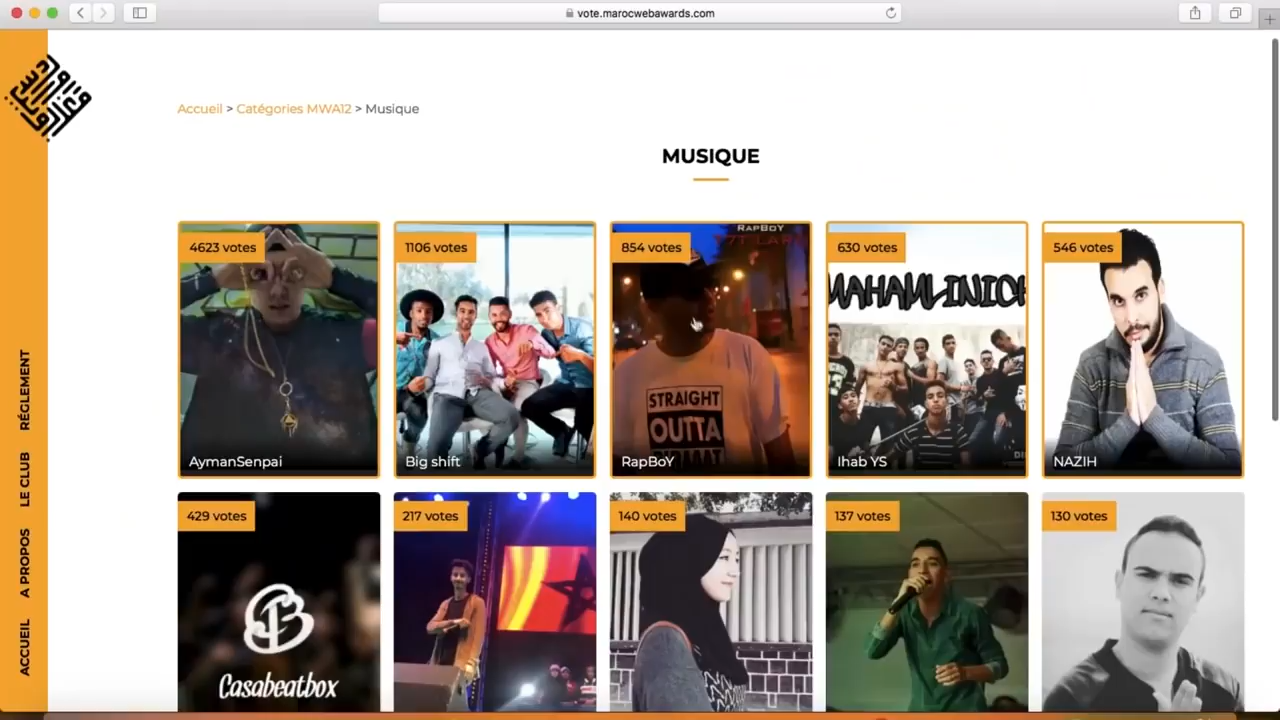 vote.marocwebawards.com
Accueil > Catégories MWA12 > Musique
MUSIQUE
4623 votes
1106 votes
854 votes
630 votes
546 votes
RAPBOY
MAHAMLINICH
STRAIGHT
OUTTA
AymanSenpai
Big shift
RapBoY
Ihab YS
NAZIH
429 votes
217 votes
140 votes
137 votes
130 votes
Casabeatbox
RÉGLEMENT
LE CLUB
A PROPOS
ACCUEIL